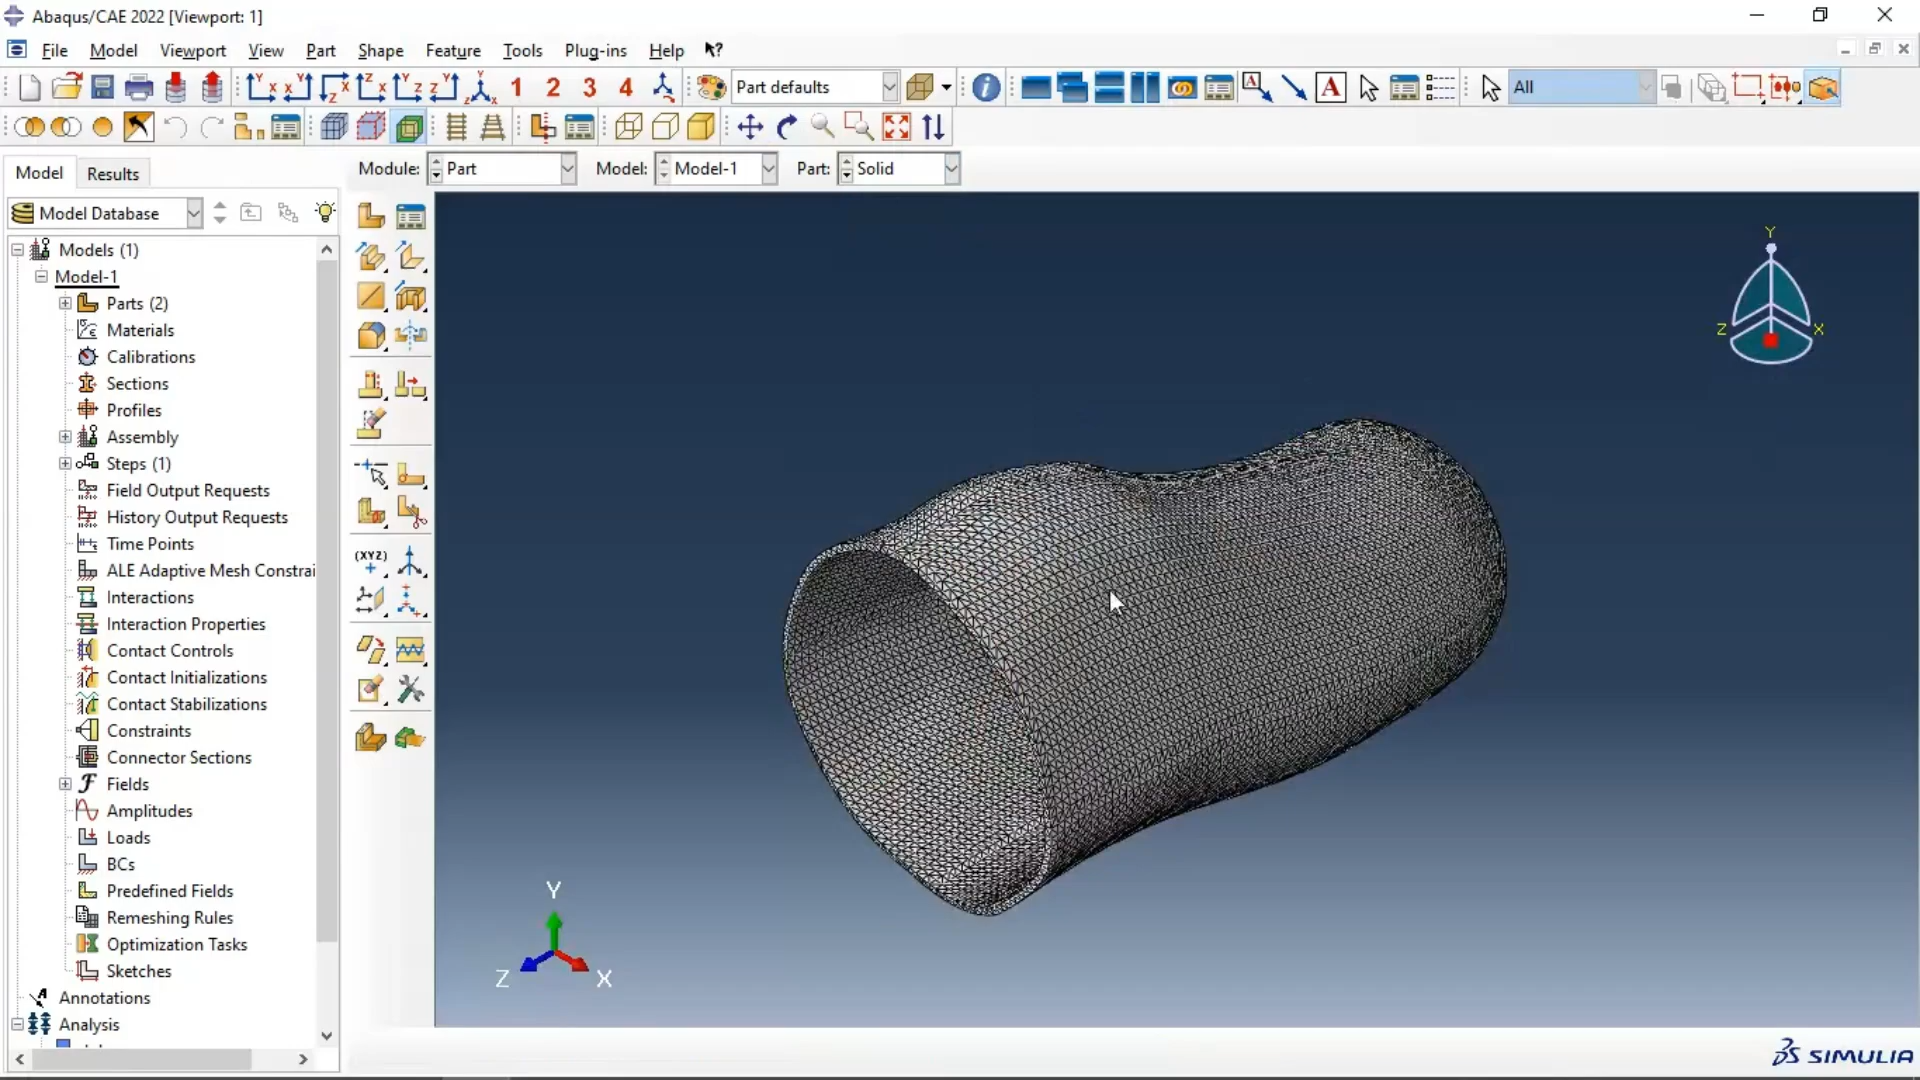 Abaqus/CAE 2022 [Viewport: 1]
File Model Viewport View Part Shape Feature Tools Plug-ins Help
1 2 3 4 Part defaults A All
Module: Part Model: Model-1 Part: Solid
Model Results
Model Database
Models (1)
Model-1
Parts (2)
Materials
Calibrations
Sections
Profiles
Assembly
Steps (1)
Field Output Requests
History Output Requests
Time Points
ALE Adaptive Mesh Constrai
Interactions
Interaction Properties
Contact Controls
Contact Initializations
Contact Stabilizations
Constraints
Connector Sections
Fields
Amplitudes
Loads
BCs
Predefined Fields
Remeshing Rules
Optimization Tasks
Sketches
Annotations
Analysis
(XYZ)
Y
Z X
Y
Z X
SIMULIA